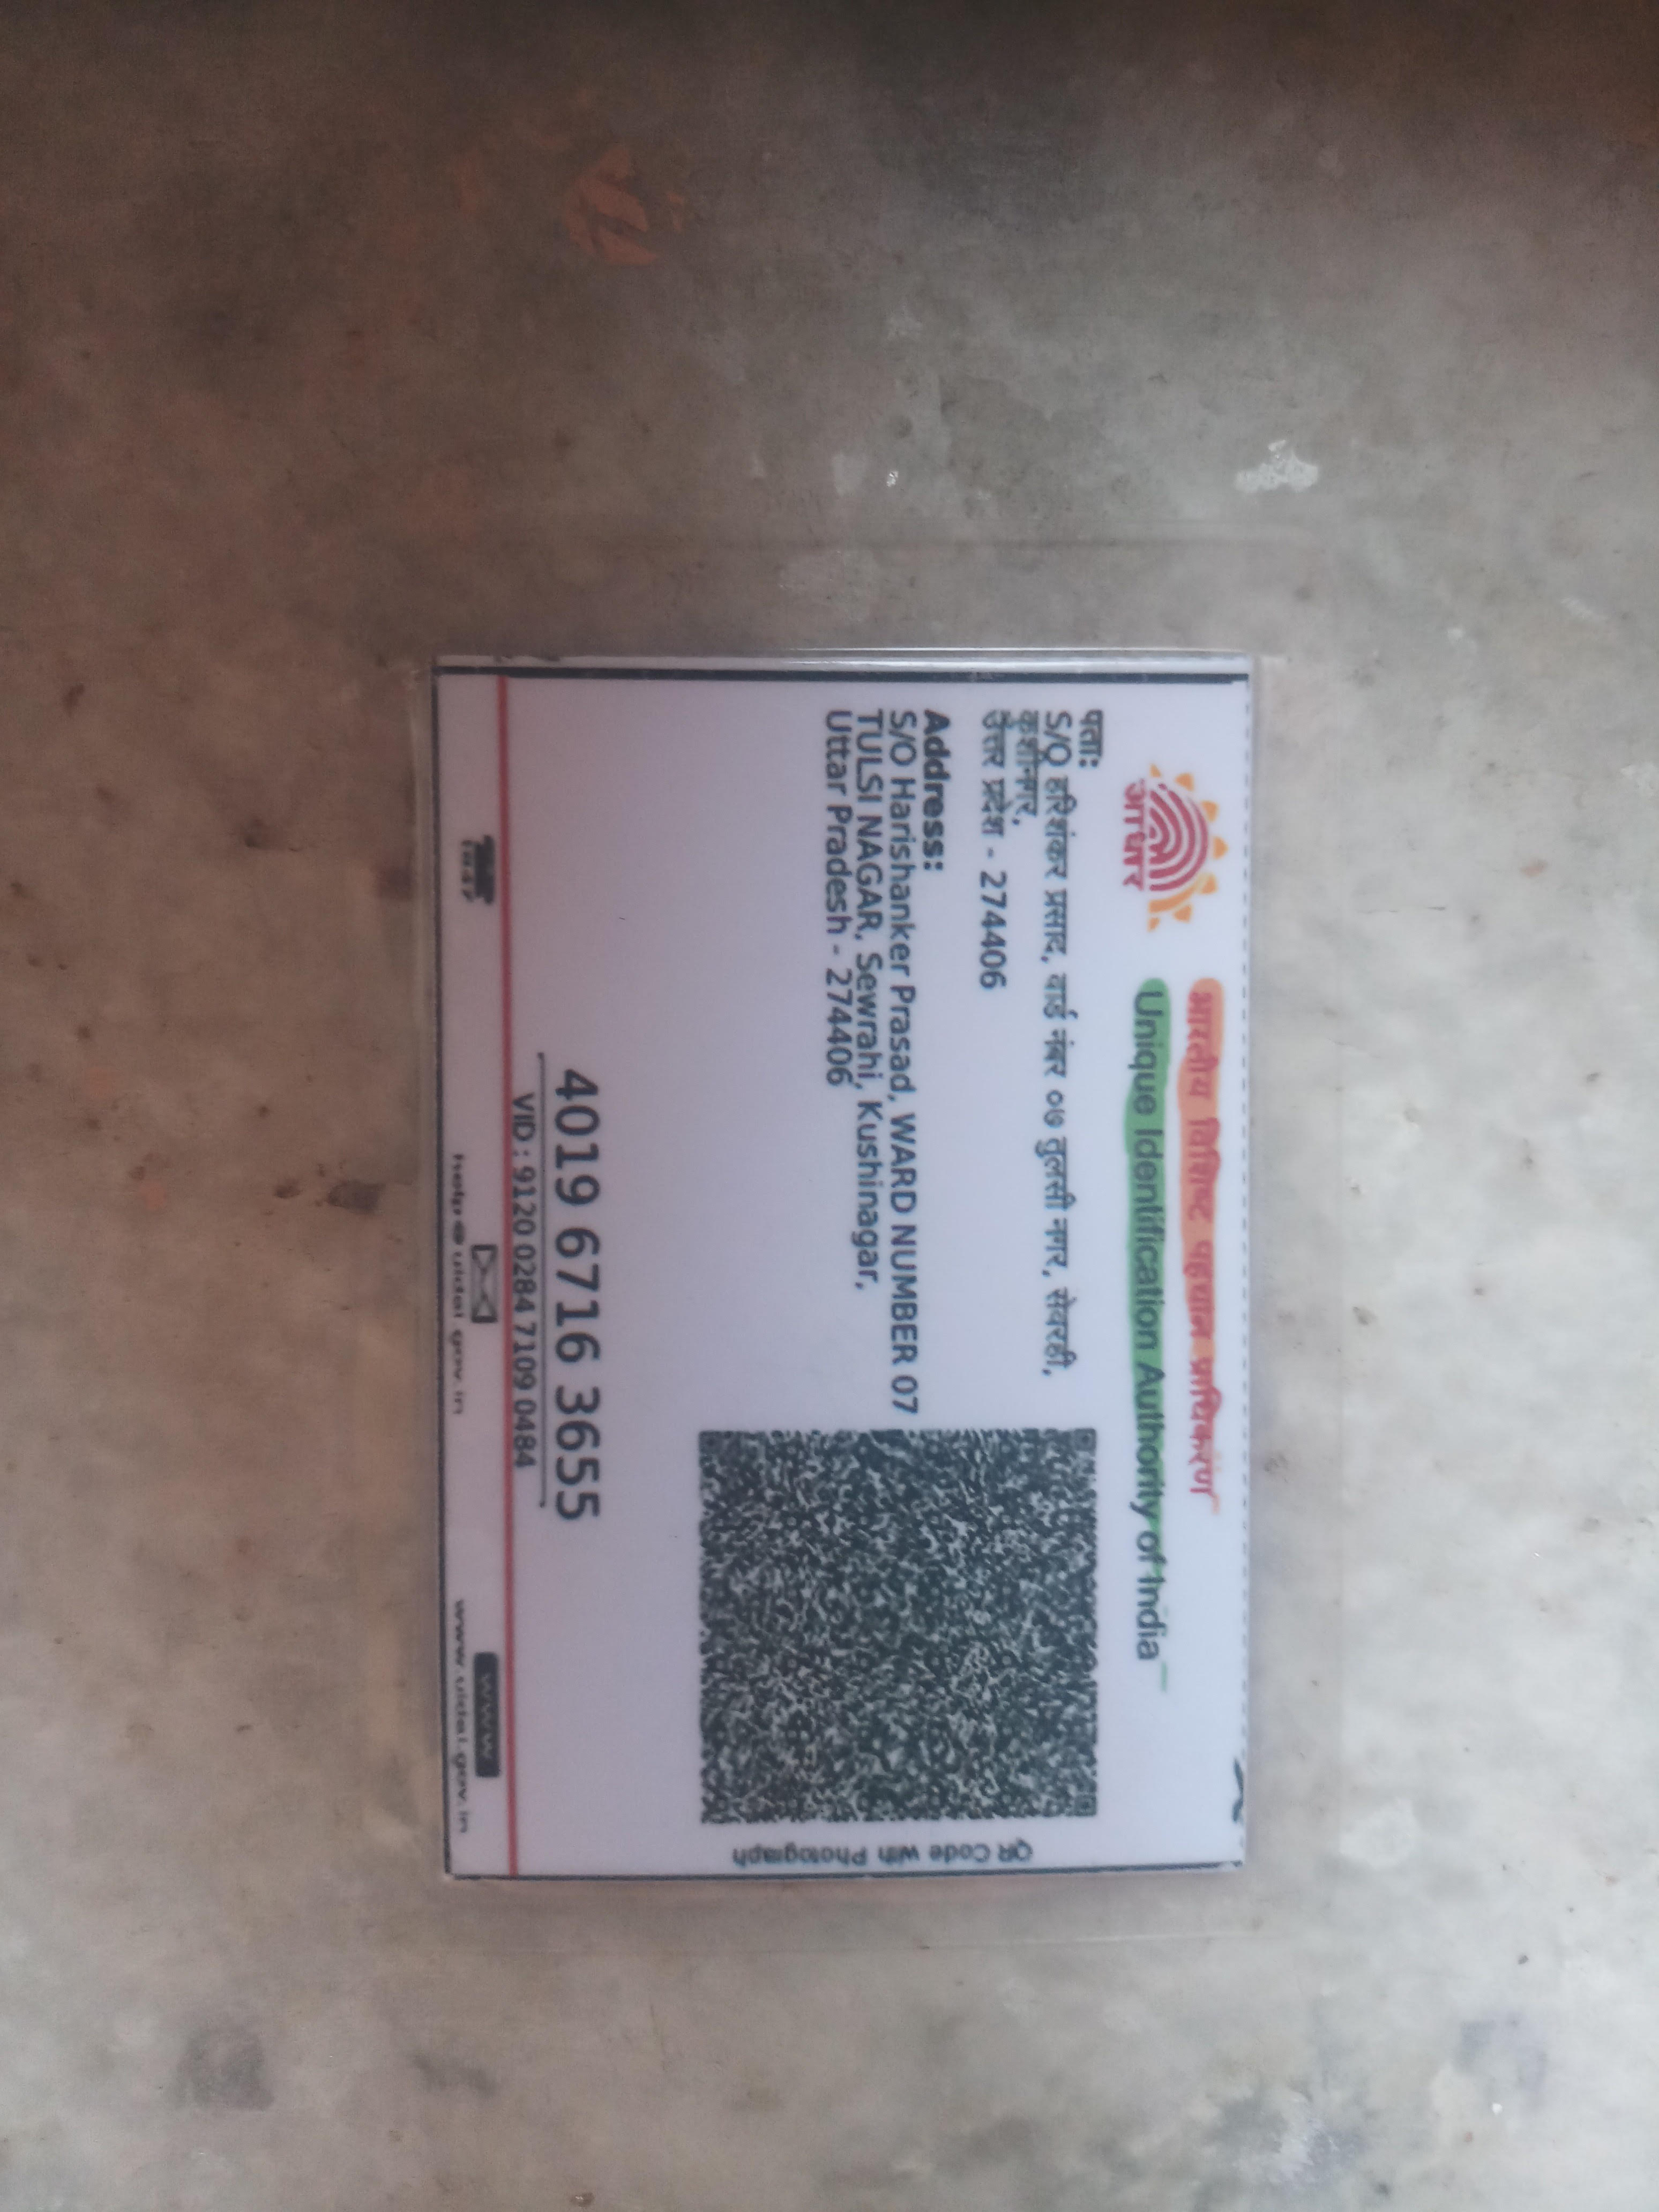 आधार
भारतीय विशिष्ट पहचान प्राधिकरण
Unique Identification Authority of India
पता:
S/O हरिशंकर प्रसाद, वार्ड नंबर ०७ तुलसी नगर, सेवरही,
कुशीनगर,
उत्तर प्रदेश - 274406
Address:
S/O Harishanker Prasad, WARD NUMBER 07
TULSI NAGAR, Sewrahi, Kushinagar,
Uttar Pradesh - 274406
QR Code with Photograph
4019 6716 3655
VID : 9120 0284 7109 0484
1947
help@uidai.gov.in
WWW
www.uidai.gov.in